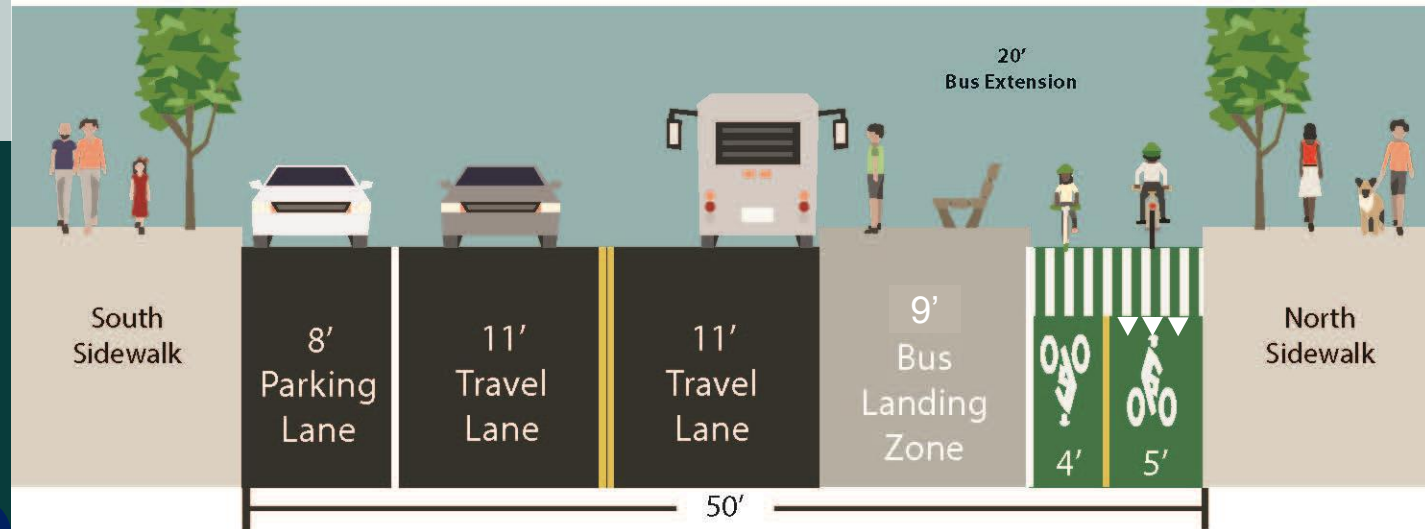 20’
Bus Extension
South
Sidewalk
8’
Parking
Lane
11’
Travel
Lane
11’
Travel
Lane
9’
Bus
Landing
Zone
4’
5’
North
Sidewalk
50’